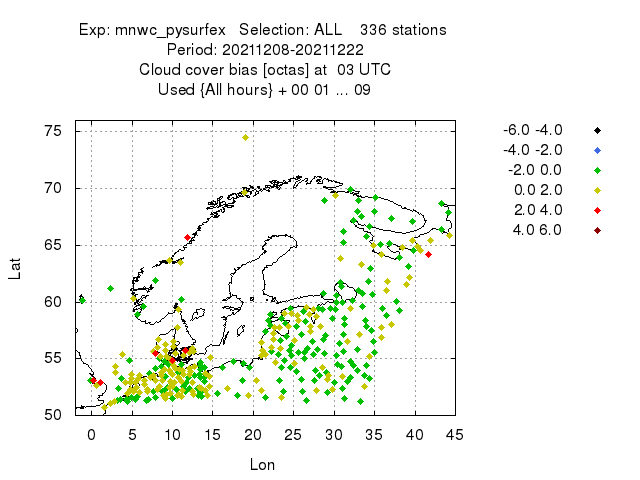 Exp: mnwc_pysurfex   Selection: ALL    336 stations
Period: 20211208-20211222
Cloud cover bias [octas] at  03 UTC
Used {All hours} + 00 01 ... 09
75
70
65
60
55
50
Lat
0 5 10 15 20 25 30 35 40 45
Lon
-6.0 -4.0
-4.0 -2.0
-2.0 0.0
0.0 2.0
2.0 4.0
4.0 6.0